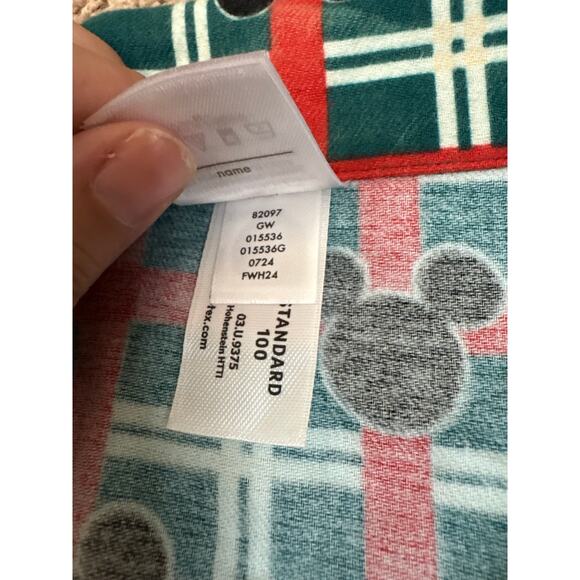 name
82097
GW
015536
015536G
0724
FWH24
STANDARD
100
03.U.9375
Hohenstein HTTI
tex.com